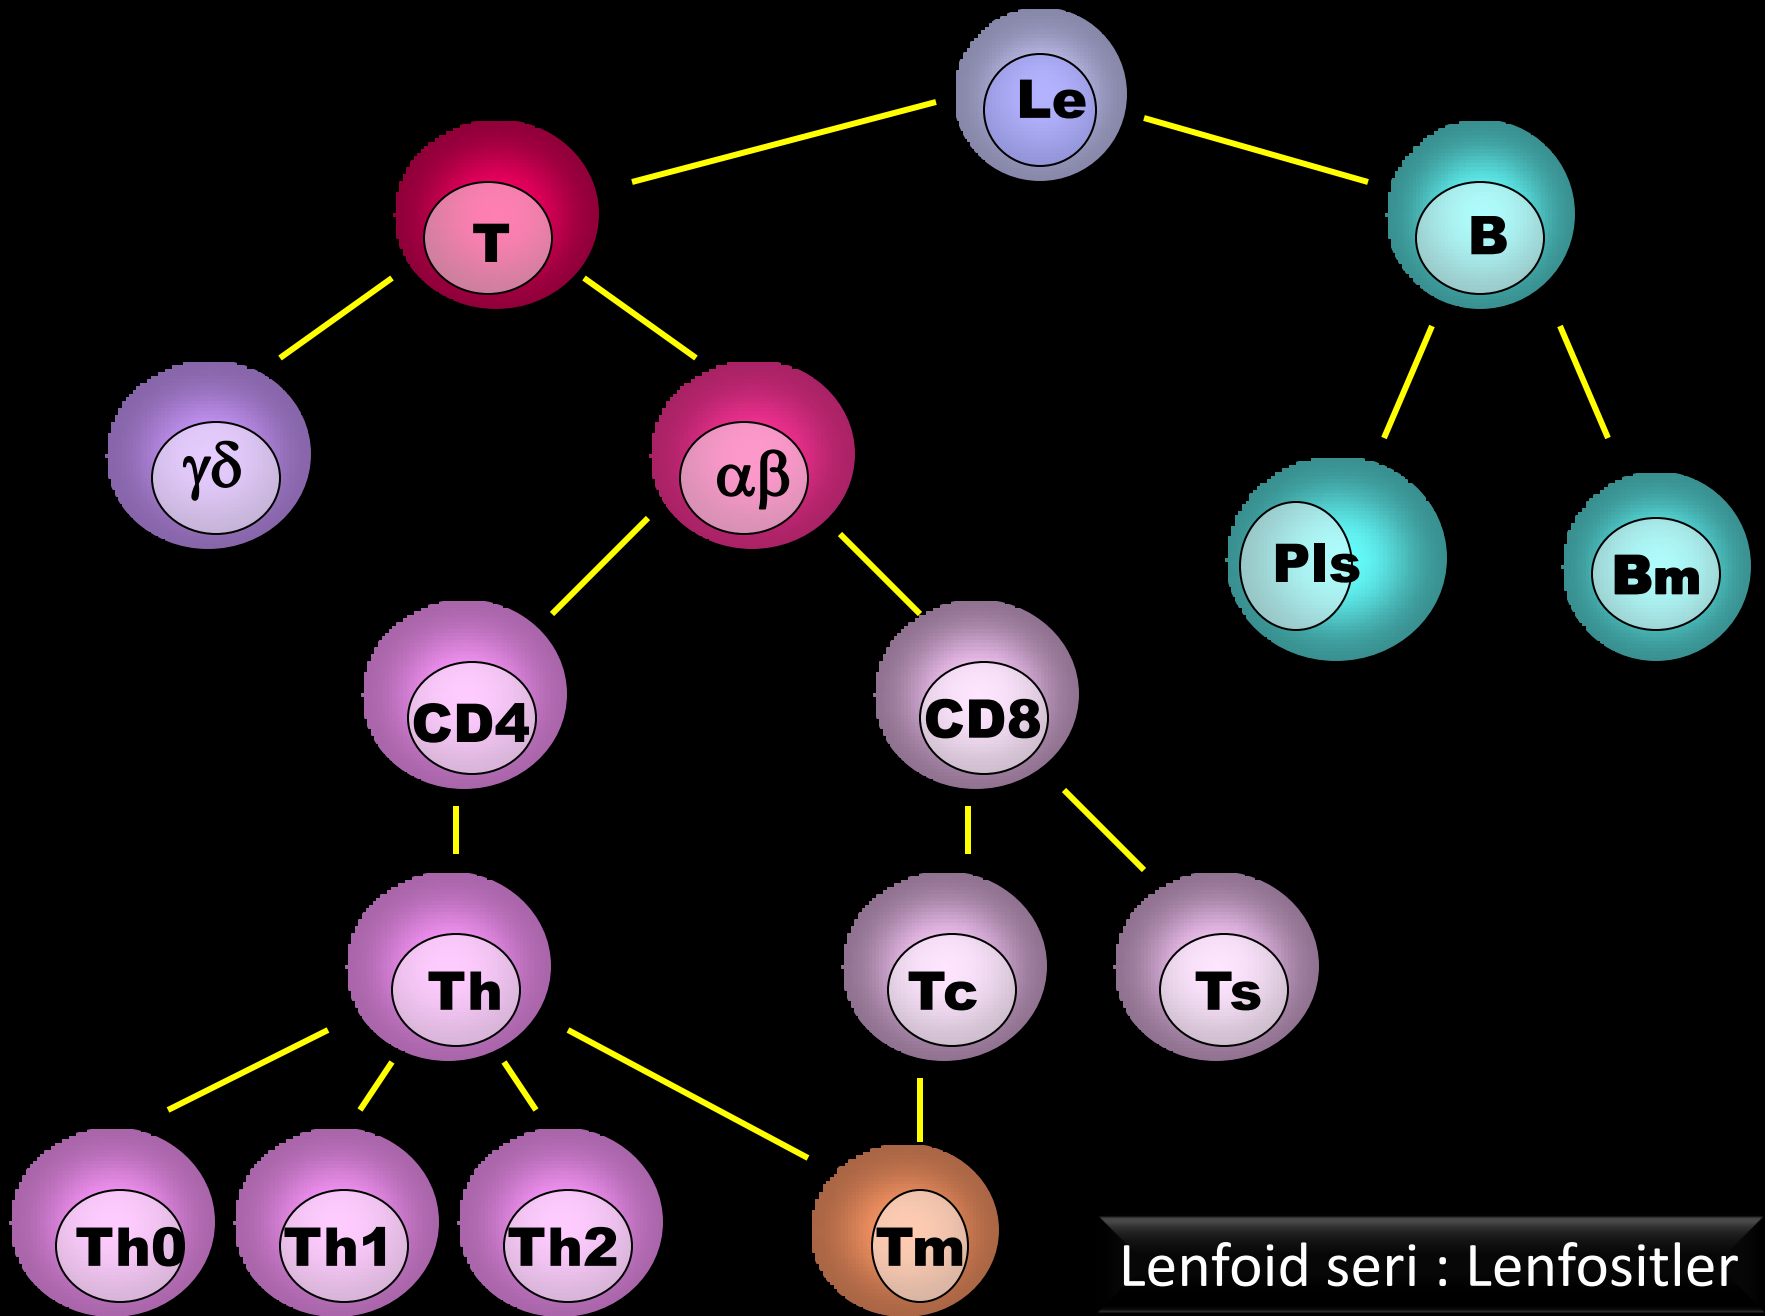 Le
T
B
γδ
αβ
Pls
Bm
CD4
CD8
Th
Tc
Ts
Th0
Th1
Th2
Tm
Lenfoid seri : Lenfositler